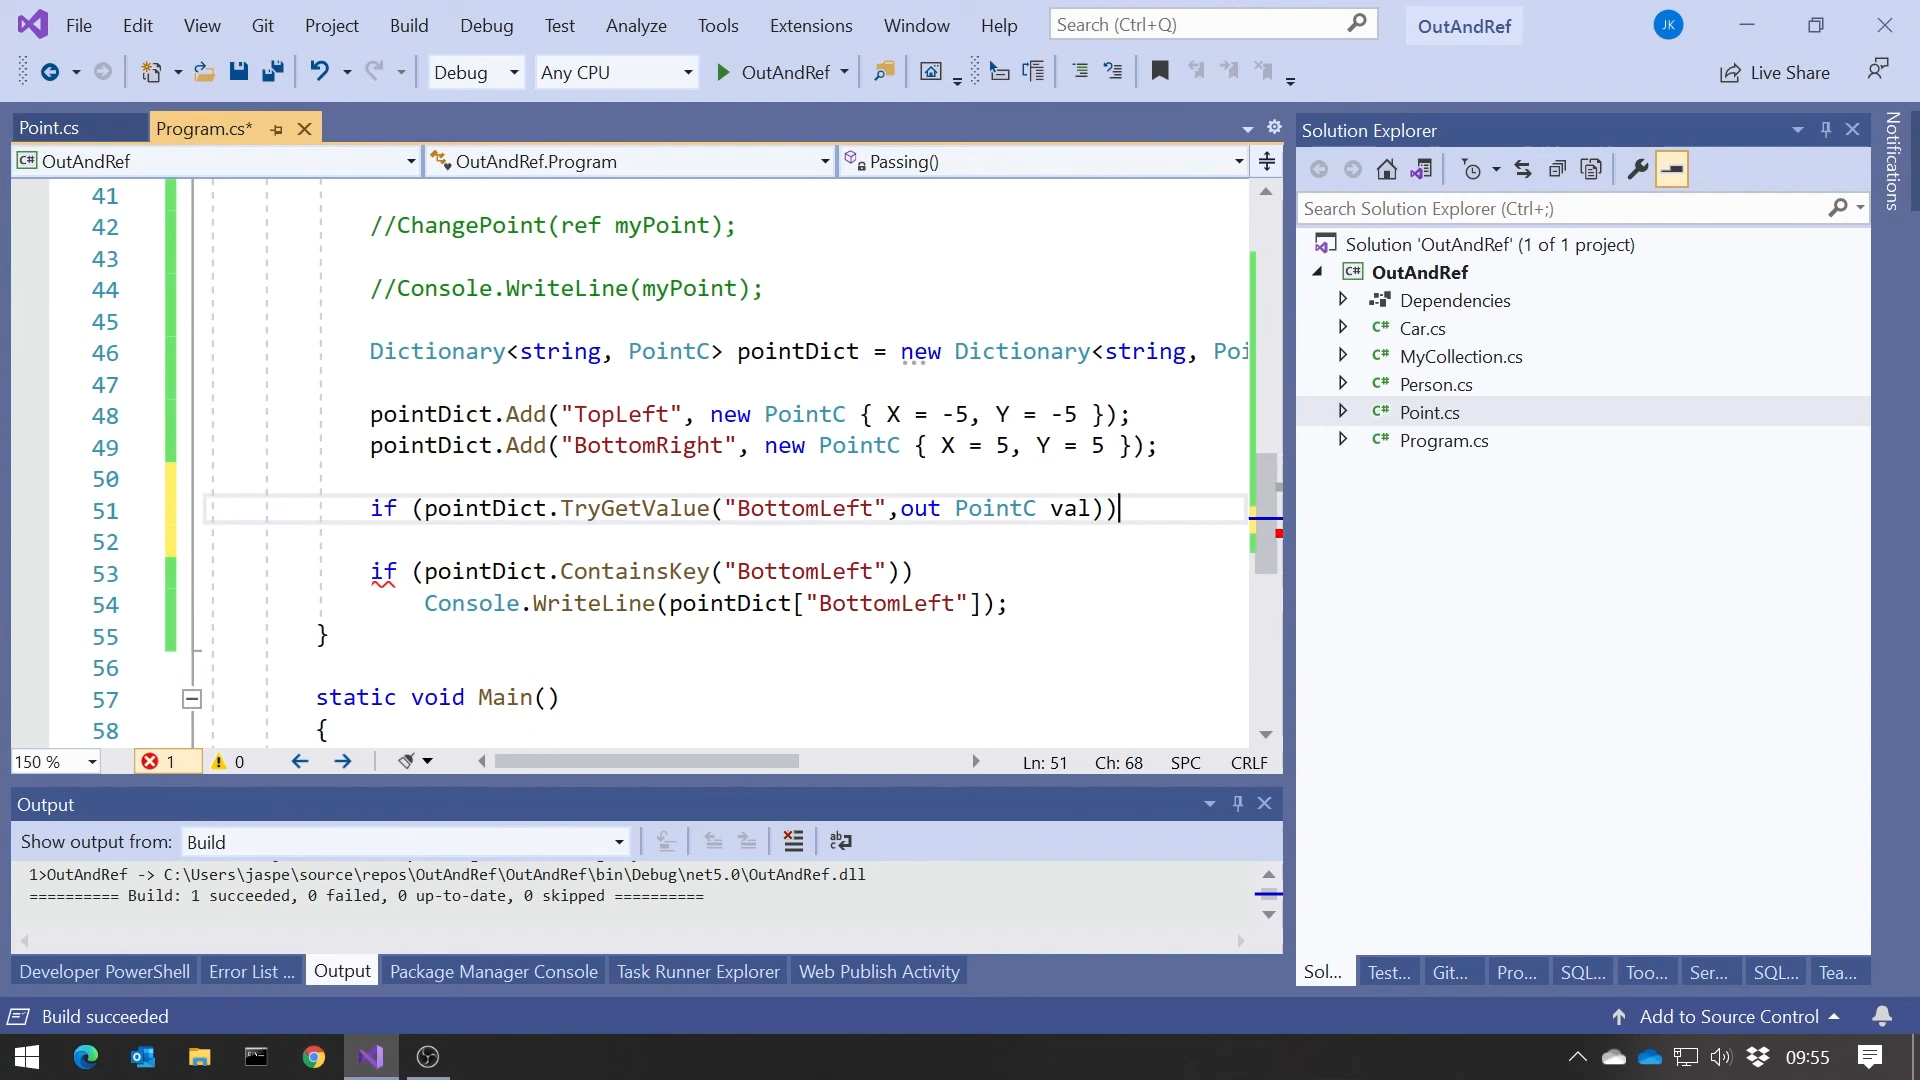 File Edit View Git Project Build Debug Test Analyze Tools Extensions Window Help Search (Ctrl+Q) OutAndRef JK
Debug Any CPU OutAndRef Live Share
Point.cs Program.cs*
C# OutAndRef OutAndRef.Program Passing()
41
42 //ChangePoint(ref myPoint);
43
44 //Console.WriteLine(myPoint);
45
46 Dictionary<string, PointC> pointDict = new Dictionary<string, Poi
47
48 pointDict.Add("TopLeft", new PointC { X = -5, Y = -5 });
49 pointDict.Add("BottomRight", new PointC { X = 5, Y = 5 });
50
51 if (pointDict.TryGetValue("BottomLeft",out PointC val))
52
53 if (pointDict.ContainsKey("BottomLeft"))
54 Console.WriteLine(pointDict["BottomLeft"]);
55 }
56
57 static void Main()
58 {
150 % 1 0 Ln: 51 Ch: 68 SPC CRLF
Output
Show output from: Build
1>OutAndRef -> C:\Users\jaspe\source\repos\OutAndRef\OutAndRef\bin\Debug\net5.0\OutAndRef.dll
========== Build: 1 succeeded, 0 failed, 0 up-to-date, 0 skipped ==========
Developer PowerShell Error List ... Output Package Manager Console Task Runner Explorer Web Publish Activity
Solution Explorer
Search Solution Explorer (Ctrl+;)
Solution 'OutAndRef' (1 of 1 project)
C# OutAndRef
Dependencies
C# Car.cs
C# MyCollection.cs
C# Person.cs
C# Point.cs
C# Program.cs
Sol... Test... Git... Pro... SQL... Too... Ser... SQL... Tea...
Notifications
Build succeeded Add to Source Control
09:55